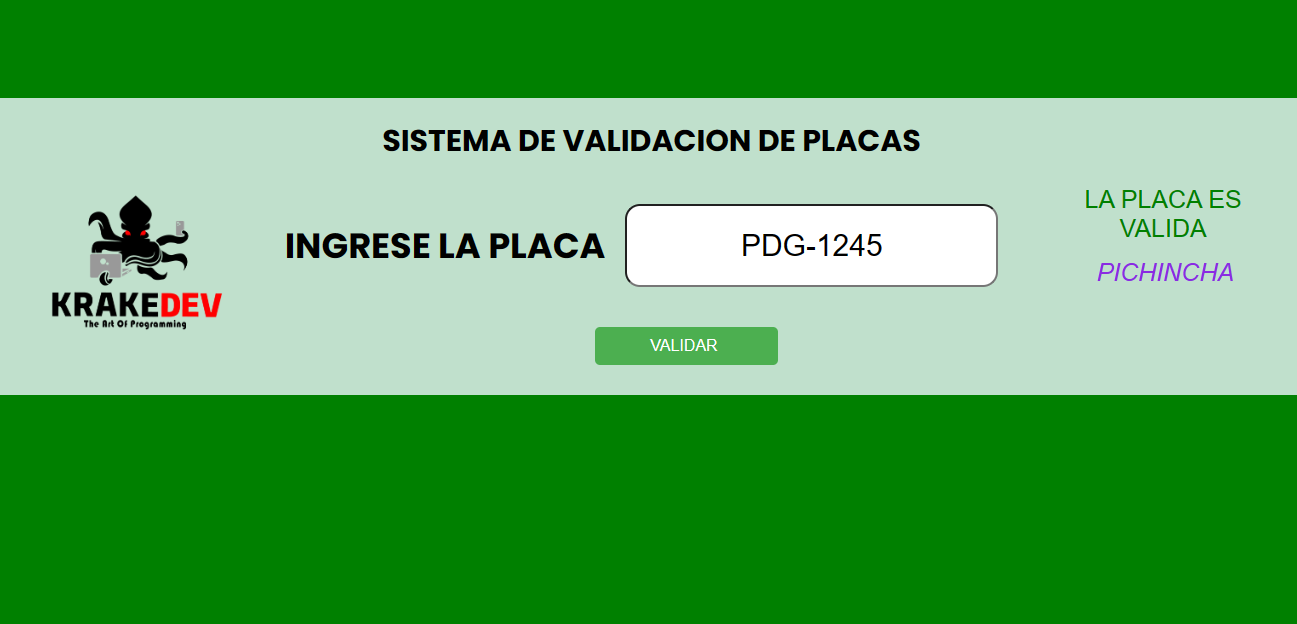 SISTEMA DE VALIDACION DE PLACAS
KRAKEDEV
The Art Of Programming
INGRESE LA PLACA
PDG-1245
VALIDAR
LA PLACA ES
VALIDA
PICHINCHA